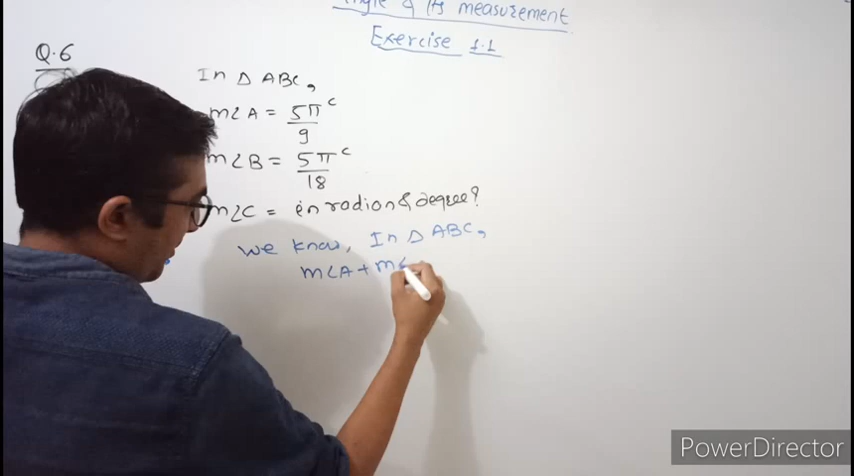 Angle & Its measurement
Exercise 1.1
Q.6
In Δ ABC,
m∠A = 5π^c/9
m∠B = 5π^c/18
m∠C = in radian & degree?
We know, In Δ ABC,
m∠A + m∠
PowerDirector